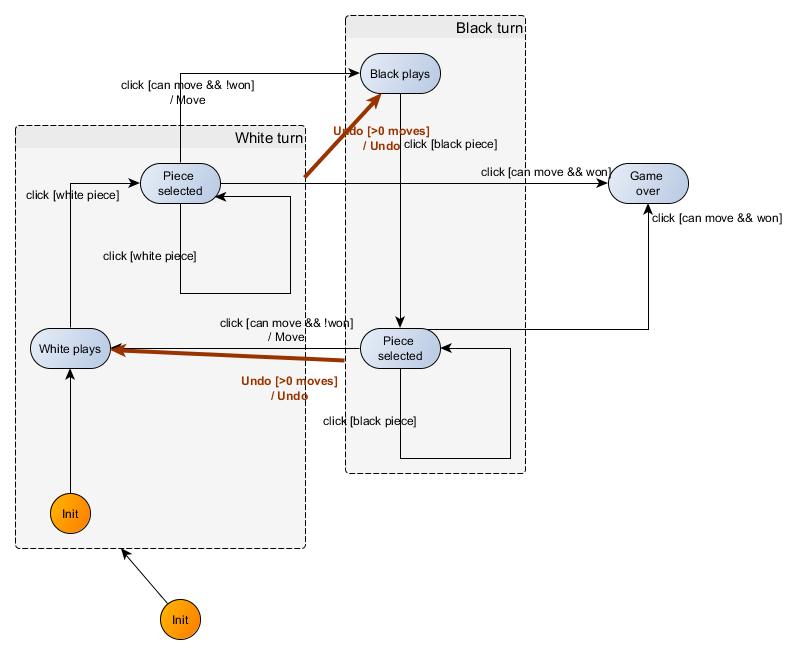 Black turn
Black plays
click [can move && !won]
/ Move
Undo [>0 moves]
/ Undo
click [black piece]
White turn
Piece
selected
click [can move && won]
Game
over
click [white piece]
click [can move && won]
click [white piece]
click [can move && !won]
/ Move
White plays
Piece
selected
Undo [>0 moves]
/ Undo
click [black piece]
Init
Init